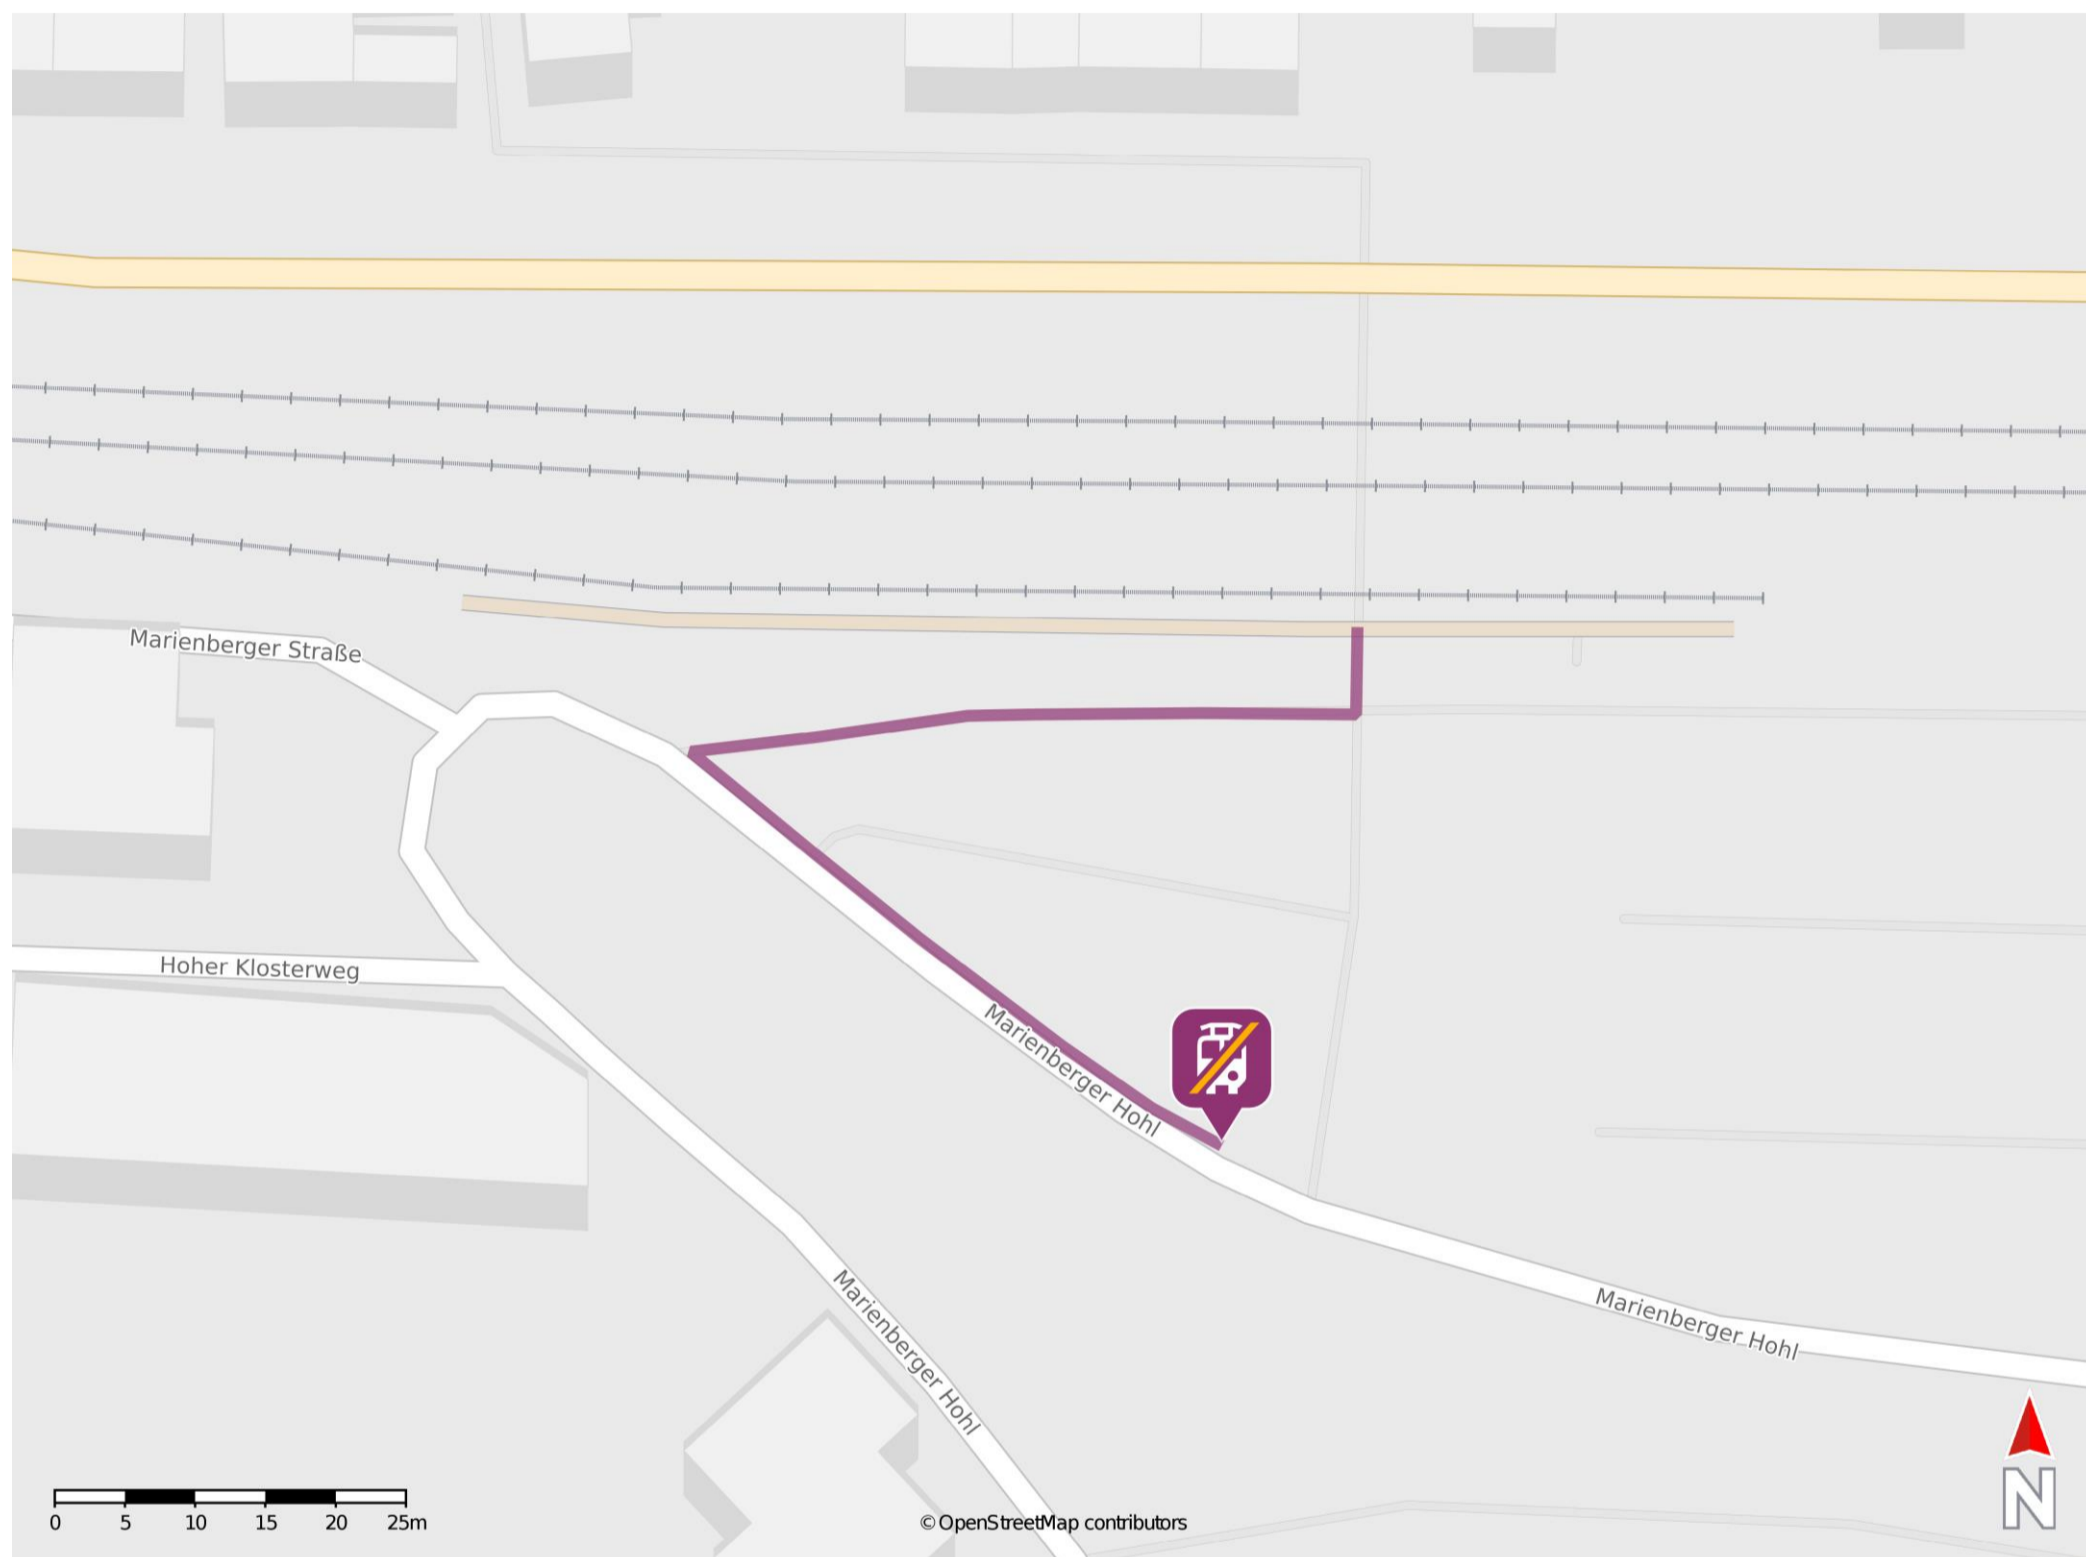 Marienberger Straße
Hoher Klosterweg
Marienberger Hohl
Marienberger Hohl
Marienberger Hohl
0 5 10 15 20 25m
© OpenStreetMap contributors
N